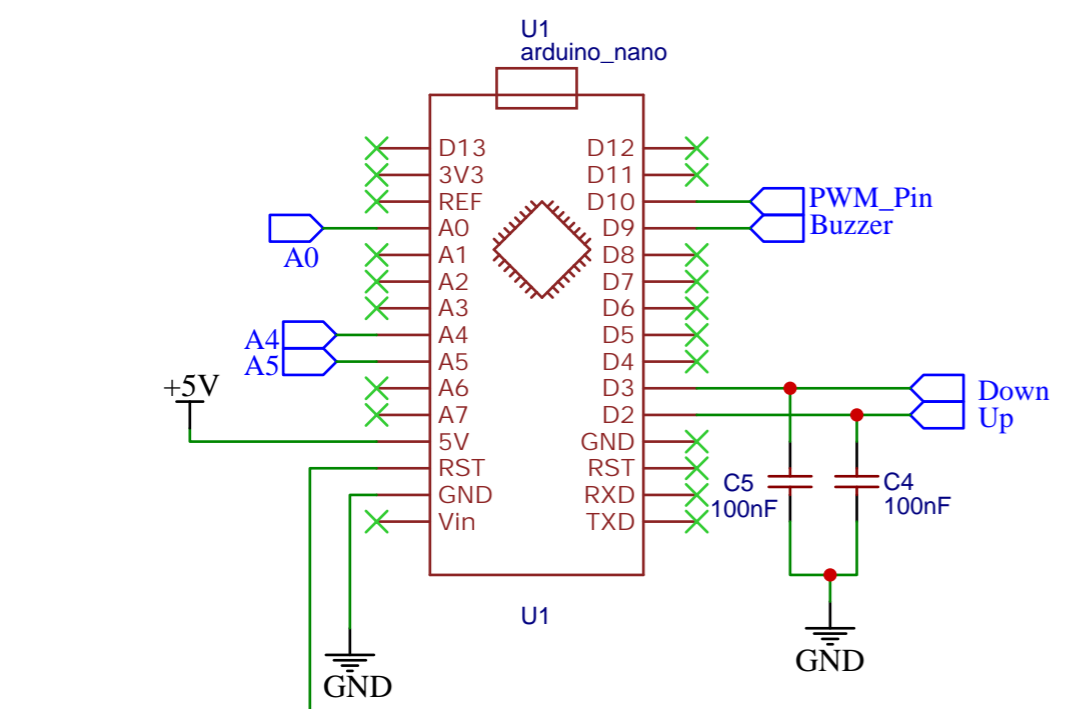 U1
arduino_nano
D13
3V3
REF
A0
A1
A2
A3
A4
A5
A6
A7
5V
RST
GND
Vin
D12
D11
D10
D9
D8
D7
D6
D5
D4
D3
D2
GND
RST
RXD
TXD
A0
A4
A5
+5V
GND
PWM_Pin
Buzzer
Down
Up
C5
100nF
C4
100nF
GND
U1